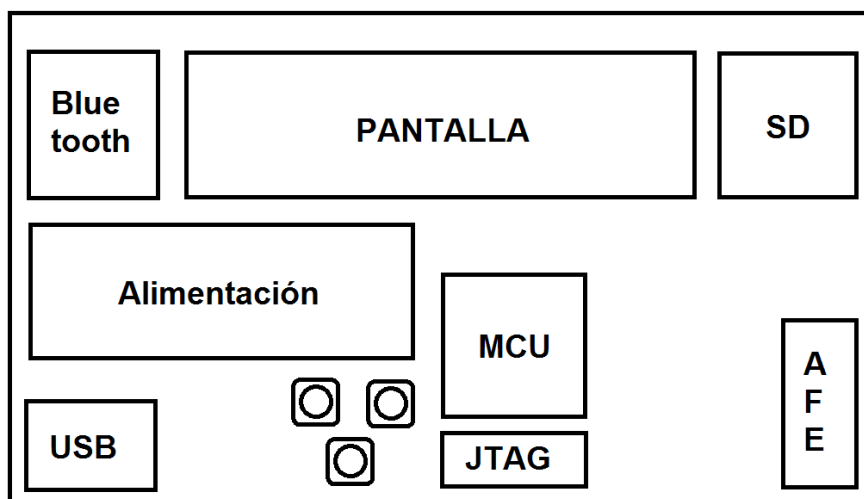 Blue
tooth
PANTALLA
SD
Alimentación
MCU
A
F
E
USB
JTAG